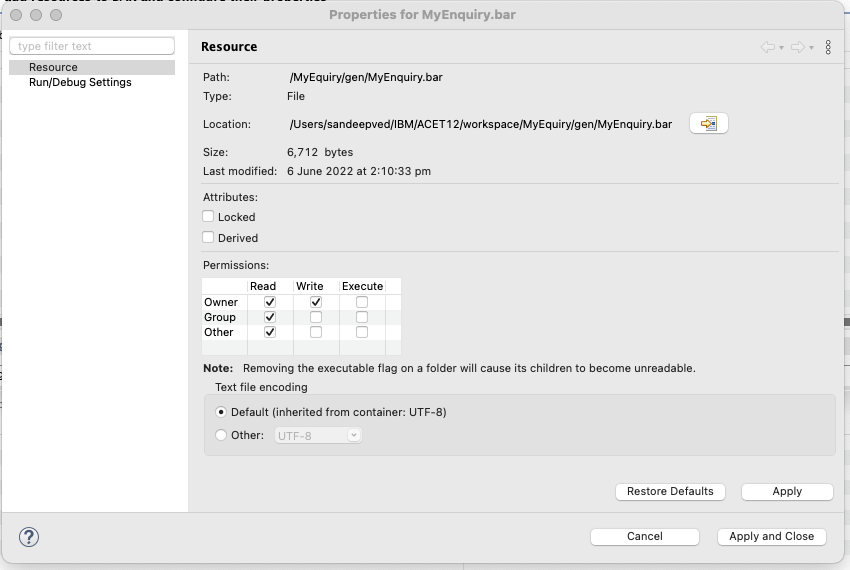 Properties for MyEnquiry.bar
type filter text
Resource
Run/Debug Settings
Resource
Path: /MyEquiry/gen/MyEnquiry.bar
Type: File
Location: /Users/sandeepved/IBM/ACET12/workspace/MyEquiry/gen/MyEnquiry.bar
Size: 6,712 bytes
Last modified: 6 June 2022 at 2:10:33 pm
Attributes:
Locked
Derived
Permissions:
Read Write Execute
Owner
Group
Other
Note: Removing the executable flag on a folder will cause its children to become unreadable.
Text file encoding
Default (inherited from container: UTF-8)
Other: UTF-8
Restore Defaults Apply
? Cancel Apply and Close